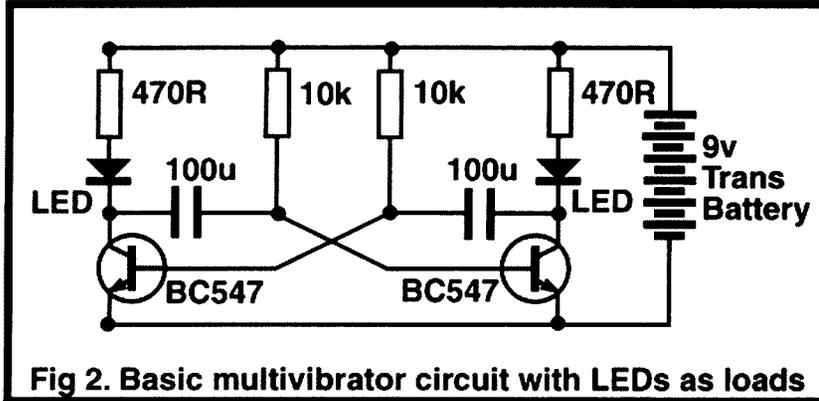 470R
10k
10k
470R
100u
100u
9v
Trans
Battery
LED
LED
BC547
BC547
Fig 2. Basic multivibrator circuit with LEDs as loads